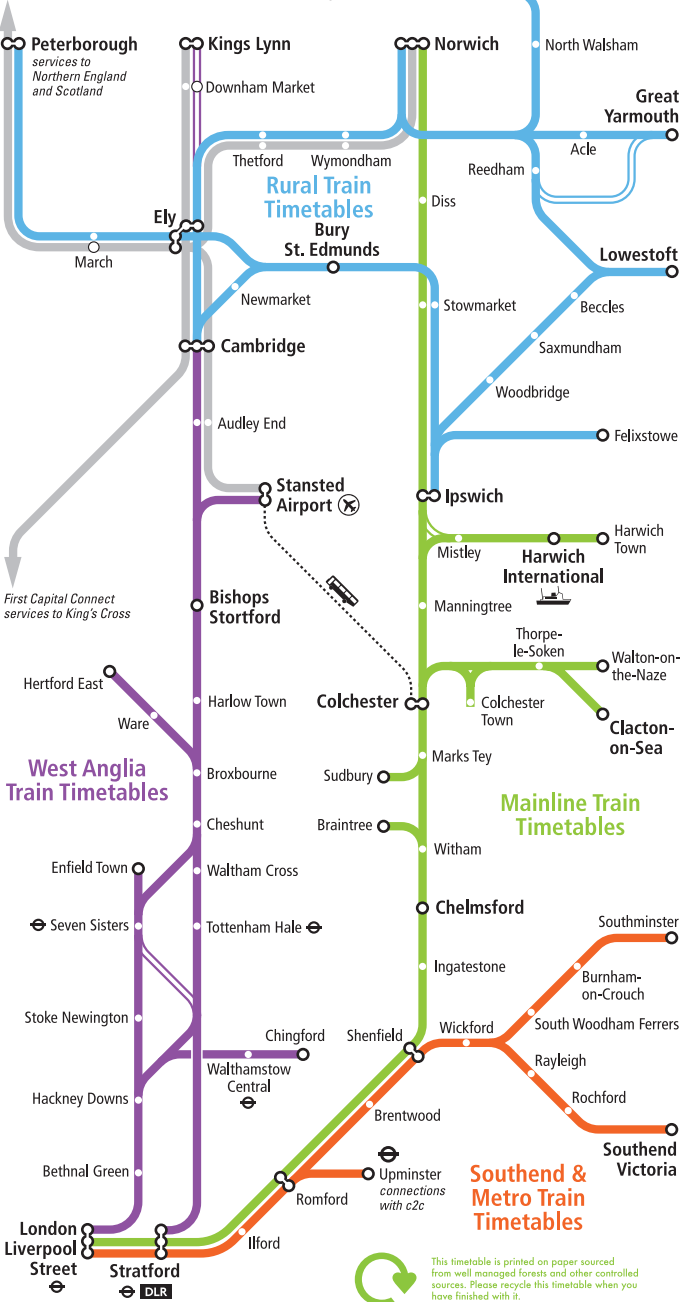 Peterborough
services to
Northern England
and Scotland
Kings Lynn
Norwich
North Walsham
Downham Market
Great
Yarmouth
Thetford
Wymondham
Acle
Reedham
Rural Train
Timetables
Diss
Ely
Bury
St. Edmunds
March
Lowestoft
Newmarket
Stowmarket
Beccles
Cambridge
Saxmundham
Woodbridge
Audley End
Felixstowe
Stansted
Airport
Ipswich
Harwich
Town
Mistley
Harwich
International
First Capital Connect
services to King's Cross
Bishops
Stortford
Manningtree
Thorpe-
le-Soken
Walton-on-
the-Naze
Hertford East
Harlow Town
Colchester
Colchester
Town
Ware
Clacton-
on-Sea
West Anglia
Train Timetables
Broxbourne
Sudbury
Marks Tey
Mainline Train
Timetables
Cheshunt
Braintree
Witham
Enfield Town
Waltham Cross
Chelmsford
Seven Sisters
Tottenham Hale
Southminster
Ingatestone
Burnham-
on-Crouch
Stoke Newington
Chingford
Shenfield
Wickford
South Woodham Ferrers
Walthamstow
Central
Rayleigh
Hackney Downs
Brentwood
Rochford
Southend
Victoria
Bethnal Green
Upminster
connections
with c2c
Romford
Southend &
Metro Train
Timetables
London
Liverpool
Street
Ilford
Stratford
DLR
This timetable is printed on paper sourced
from well managed forests and other controlled
sources. Please recycle this timetable when you
have finished with it.